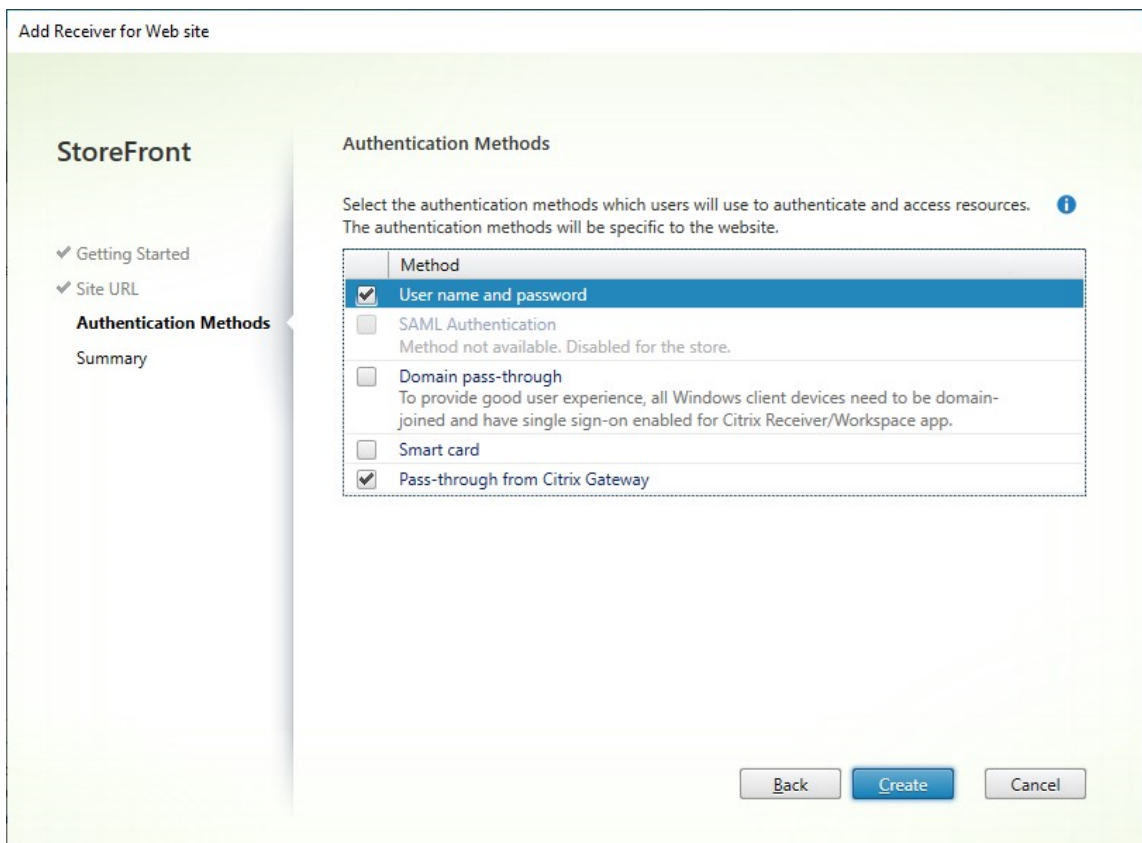 Add Receiver for Web site
StoreFront
Getting Started
Site URL
Authentication Methods
Summary
Authentication Methods
Select the authentication methods which users will use to authenticate and access resources.
The authentication methods will be specific to the website.
Method
User name and password
SAML Authentication
Method not available. Disabled for the store.
Domain pass-through
To provide good user experience, all Windows client devices need to be domain-
joined and have single sign-on enabled for Citrix Receiver/Workspace app.
Smart card
Pass-through from Citrix Gateway
Back
Create
Cancel